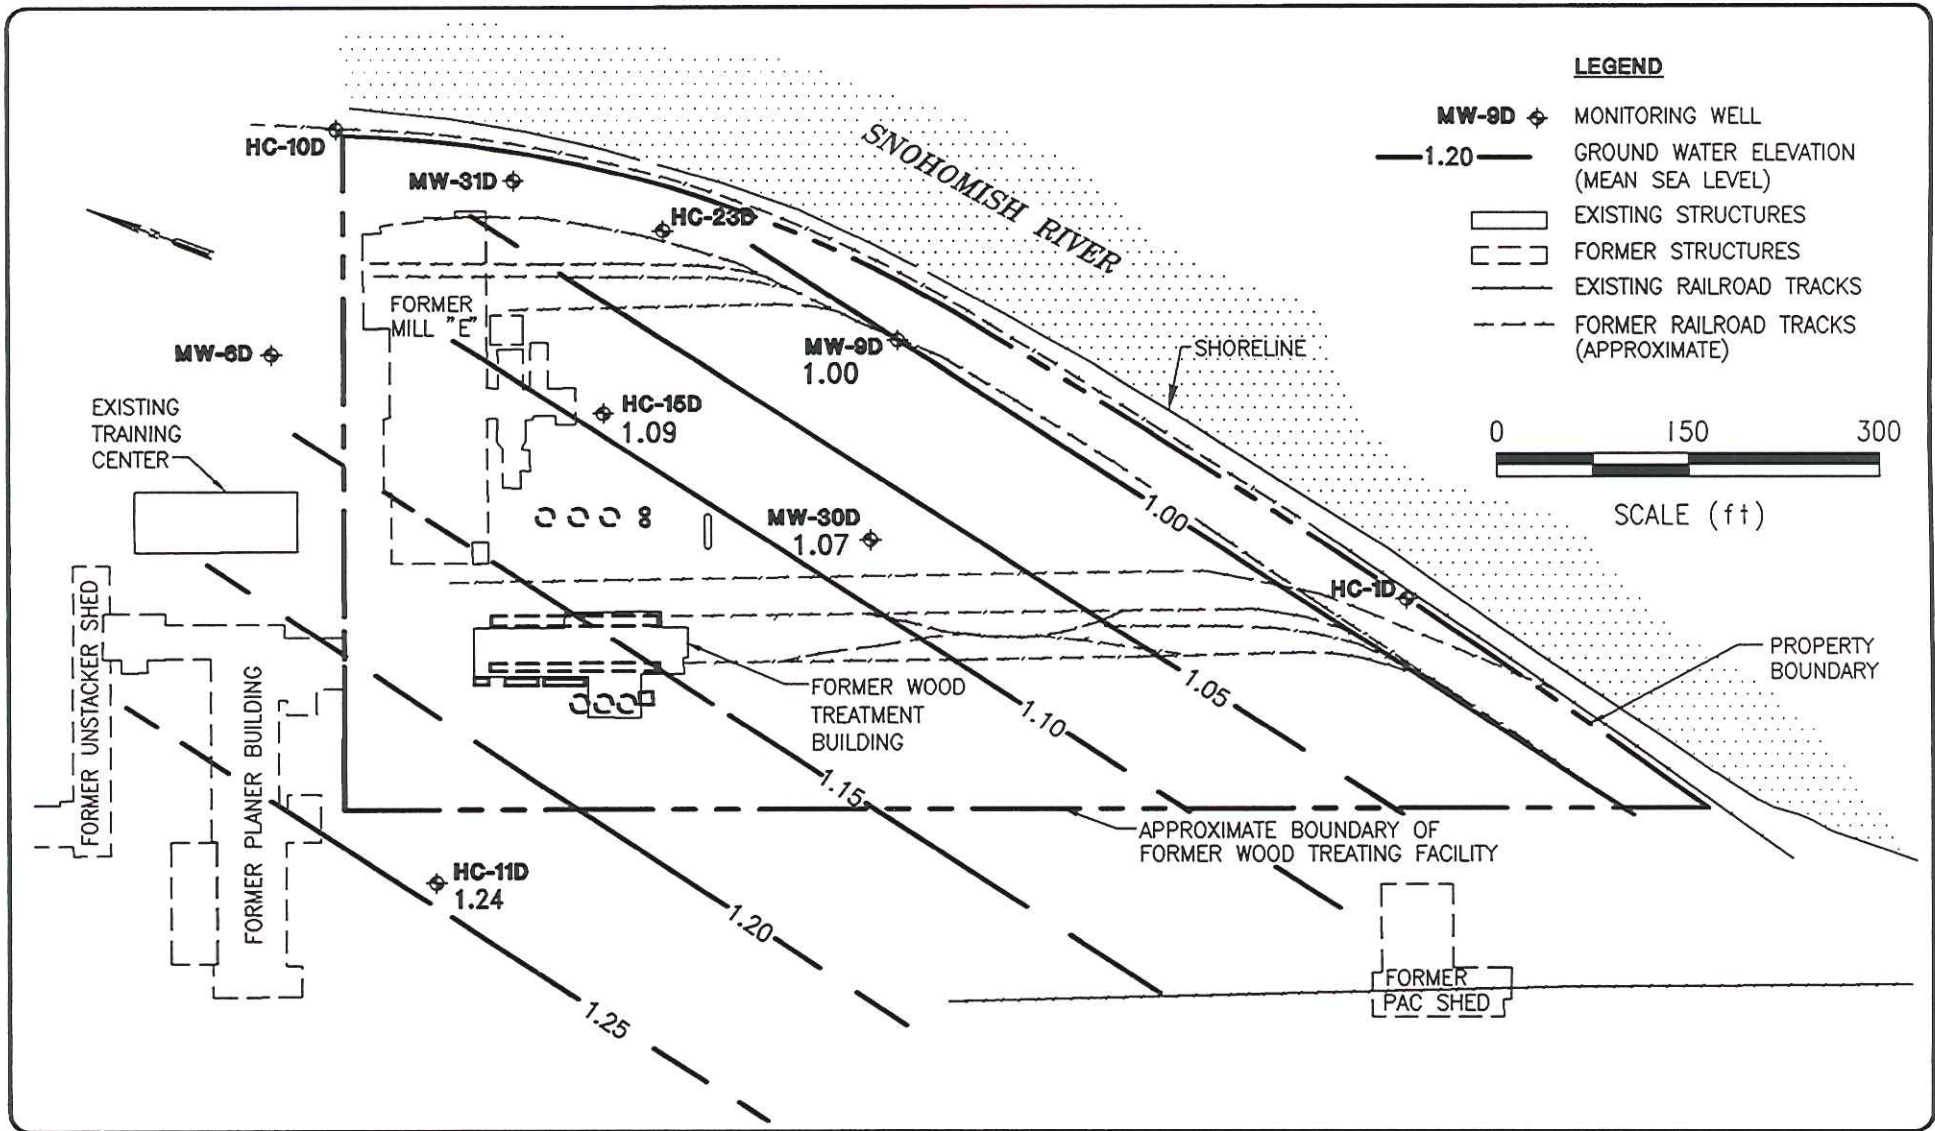 LEGEND
MW-9D MONITORING WELL
1.20 GROUND WATER ELEVATION
(MEAN SEA LEVEL)
EXISTING STRUCTURES
FORMER STRUCTURES
EXISTING RAILROAD TRACKS
FORMER RAILROAD TRACKS
(APPROXIMATE)
0 150 300
SCALE (ft)
SNOHOMISH RIVER
HC-10D
MW-31D
HC-23D
FORMER
MILL "E"
MW-6D
MW-9D
1.00
SHORELINE
EXISTING
TRAINING
CENTER
HC-15D
1.09
MW-30D
1.07
1.00
HC-1D
PROPERTY
BOUNDARY
FORMER UNSTACKER SHED
FORMER PLANER BUILDING
FORMER WOOD
TREATMENT
BUILDING
1.05
1.10
1.15
APPROXIMATE BOUNDARY OF
FORMER WOOD TREATING FACILITY
HC-11D
1.24
1.20
1.25
FORMER
PAC SHED